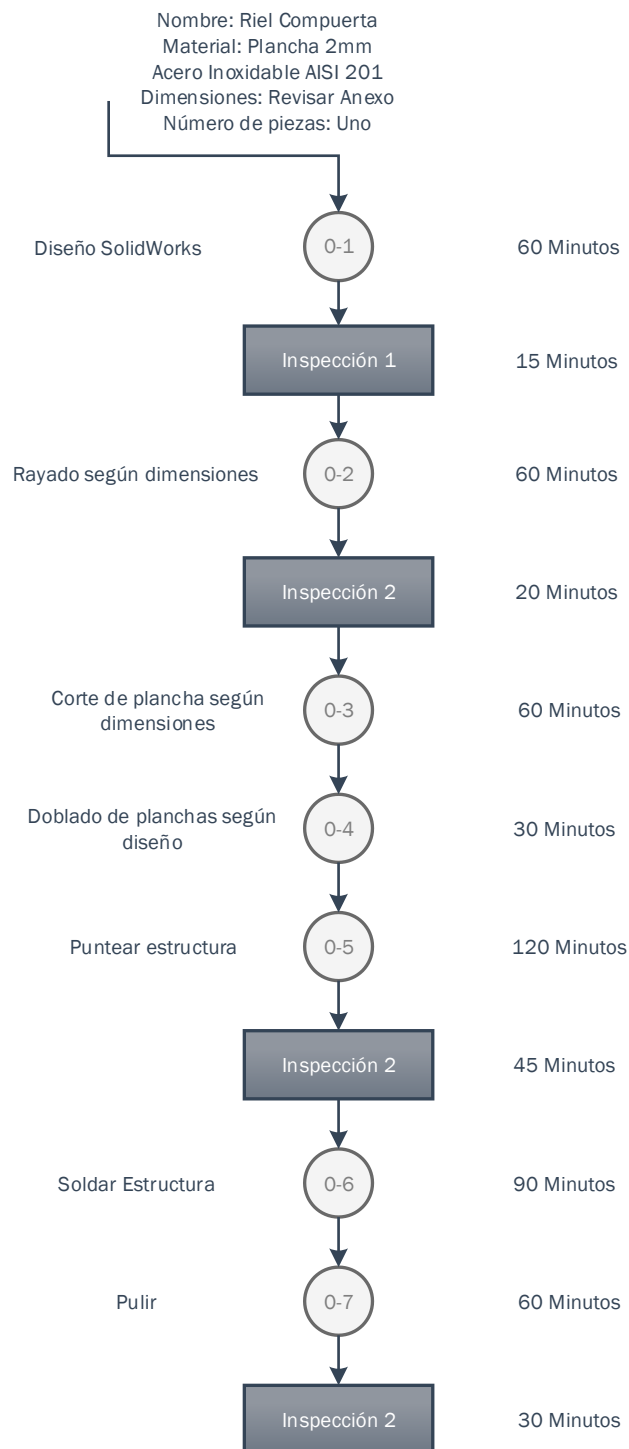 Nombre: Riel Compuerta
Material: Plancha 2mm
Acero Inoxidable AISI 201
Dimensiones: Revisar Anexo
Número de piezas: Uno
Diseño SolidWorks
0-1
60 Minutos
Inspección 1
15 Minutos
Rayado según dimensiones
0-2
60 Minutos
Inspección 2
20 Minutos
Corte de plancha según
dimensiones
0-3
60 Minutos
Doblado de planchas según
diseño
0-4
30 Minutos
Puntear estructura
0-5
120 Minutos
Inspección 2
45 Minutos
Soldar Estructura
0-6
90 Minutos
Pulir
0-7
60 Minutos
Inspección 2
30 Minutos